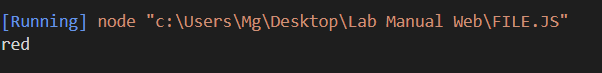 [Running] node "c:\Users\Mg\Desktop\Lab Manual Web\FILE.JS"
red